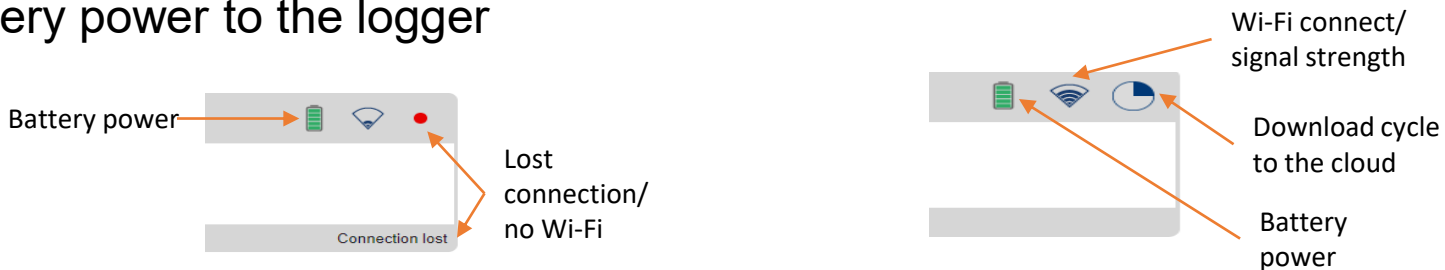 ery power to the logger
Battery power
Lost
connection/
no Wi-Fi
Connection lost
Wi-Fi connect/
signal strength
Download cycle
to the cloud
Battery
power